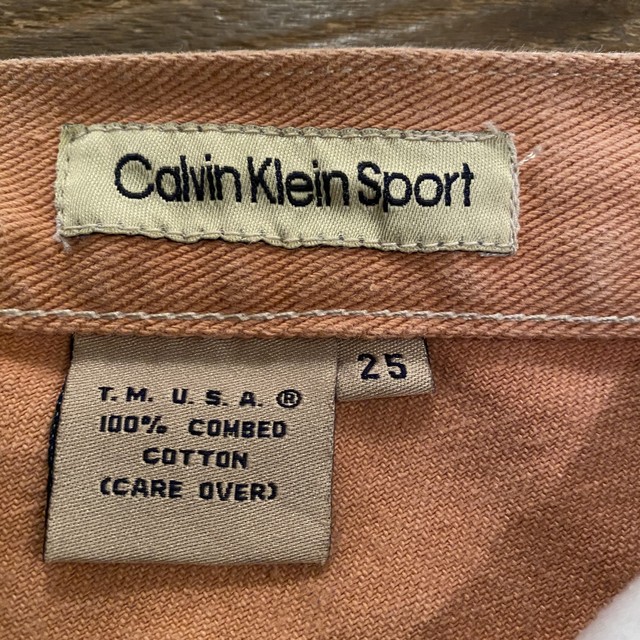 Calvin Klein Sport
25
T. M. U. S. A. ®
100% COMBED
COTTON
(CARE OVER)